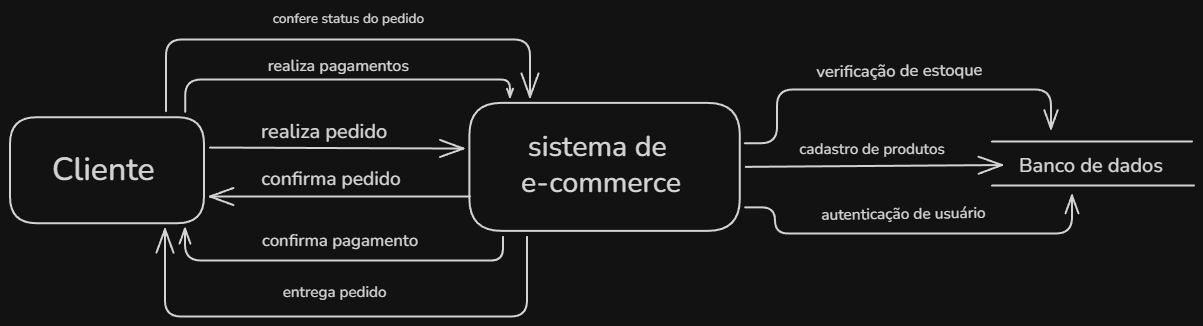 confere status do pedido
realiza pagamentos
realiza pedido
confirma pedido
confirma pagamento
entrega pedido
Cliente
sistema de
e-commerce
verificação de estoque
cadastro de produtos
autenticação de usuário
Banco de dados